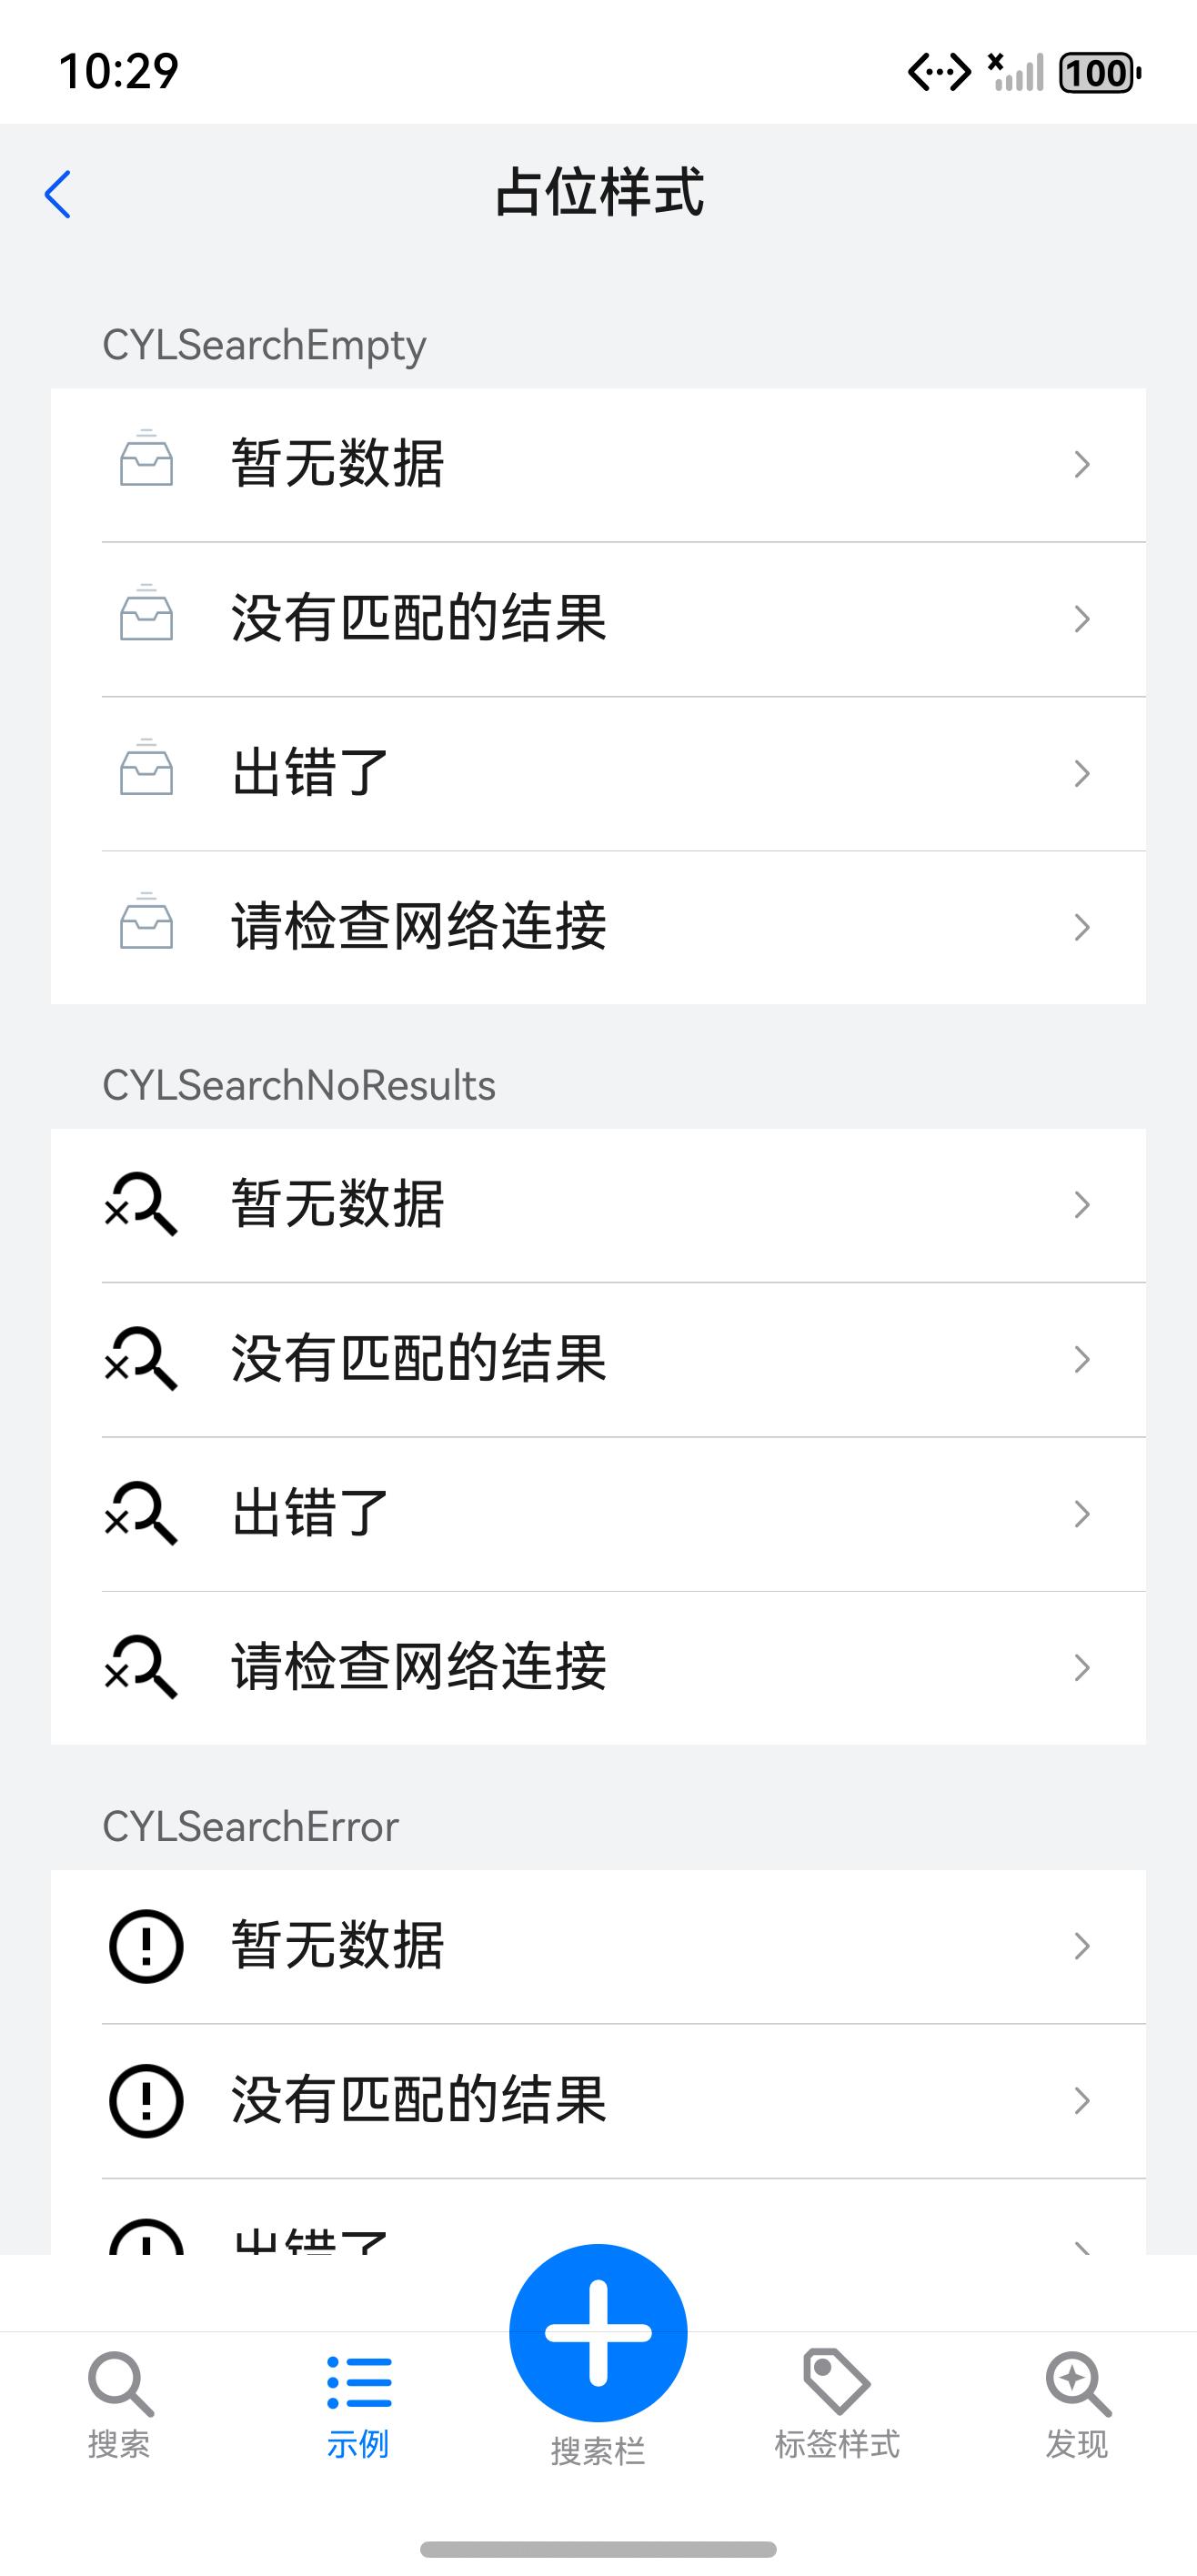 10:29
100
占位样式
CYLSearchEmpty
暂无数据
没有匹配的结果
出错了
请检查网络连接
CYLSearchNoResults
暂无数据
没有匹配的结果
出错了
请检查网络连接
CYLSearchError
暂无数据
没有匹配的结果
出错了
搜索
示例
搜索栏
标签样式
发现